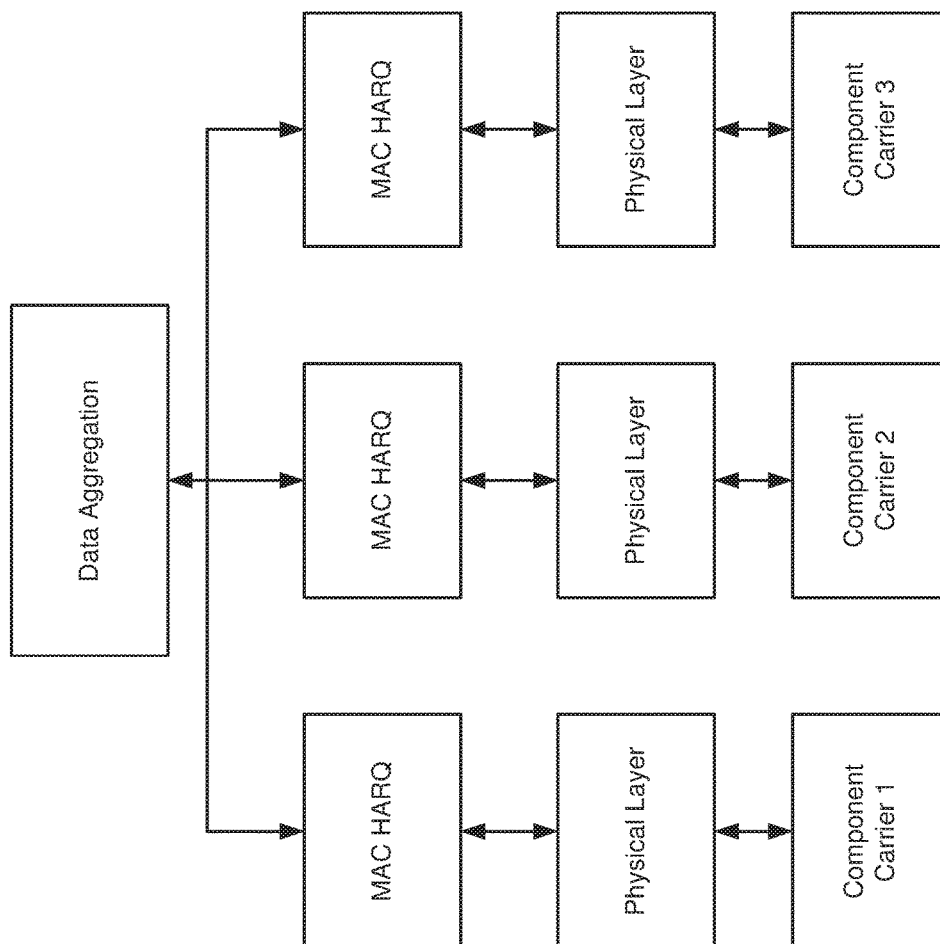 Data Aggregation
MAC HARQ
MAC HARQ
MAC HARQ
Physical Layer
Physical Layer
Physical Layer
Component
Carrier 1
Component
Carrier 2
Component
Carrier 3